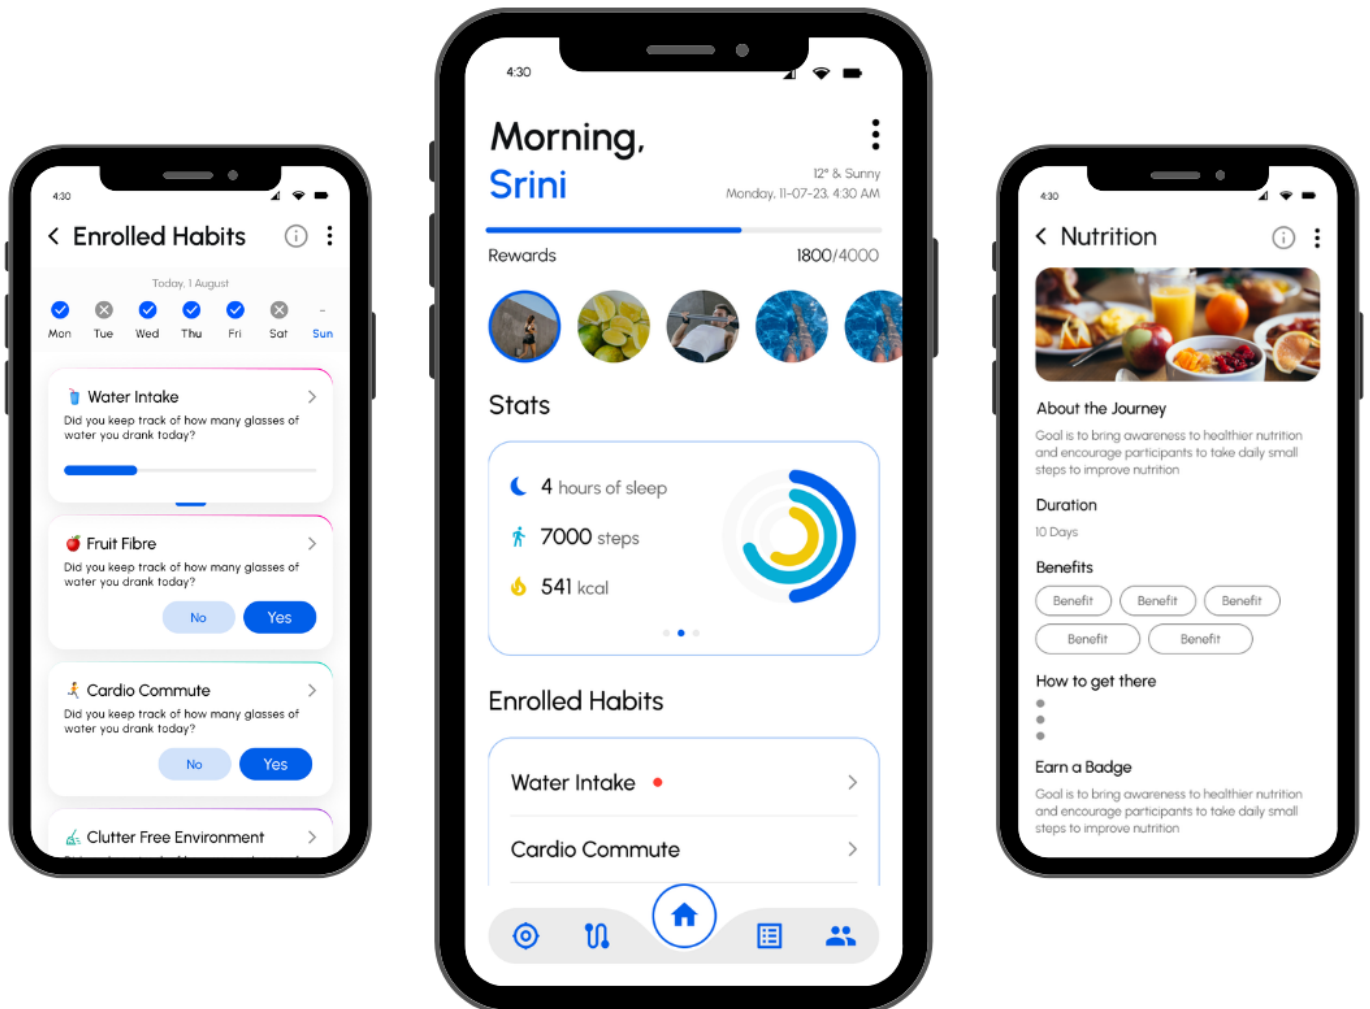 4:30
Enrolled Habits
Today, 1 August
Mon Tue Wed Thu Fri Sat Sun
Water Intake
Did you keep track of how many glasses of
water you drank today?
Fruit Fibre
Did you keep track of how many glasses of
water you drank today?
No Yes
Cardio Commute
Did you keep track of how many glasses of
water you drank today?
No Yes
Clutter Free Environment
4:30
Morning,
Srini
12° & Sunny
Monday, 11-07-23, 4:30 AM
Rewards 1800/4000
Stats
4 hours of sleep
7000 steps
541 kcal
Enrolled Habits
Water Intake
Cardio Commute
4:30
Nutrition
About the Journey
Goal is to bring awareness to healthier nutrition
and encourage participants to take daily small
steps to improve nutrition
Duration
10 Days
Benefits
Benefit Benefit Benefit
Benefit Benefit
How to get there
Earn a Badge
Goal is to bring awareness to healthier nutrition
and encourage participants to take daily small
steps to improve nutrition